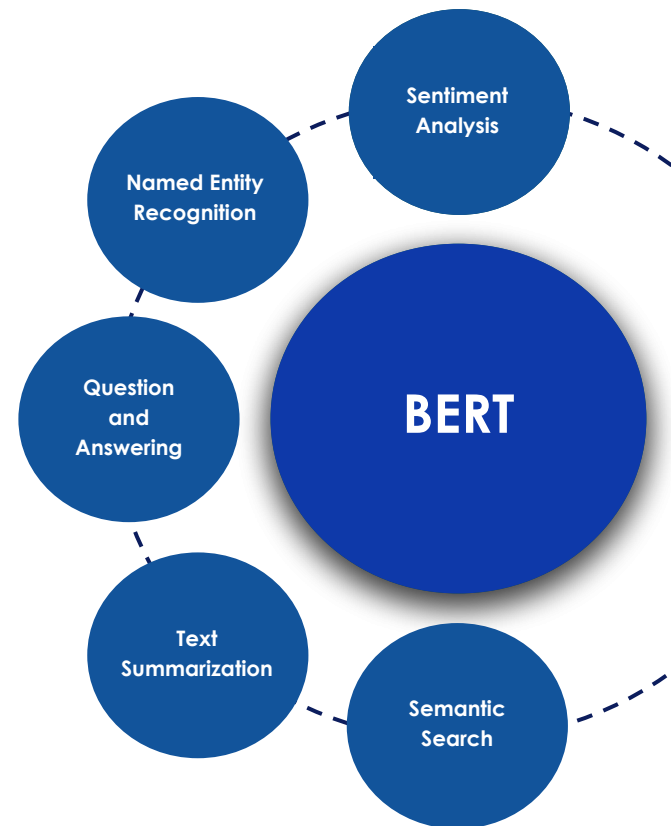 Sentiment
Analysis
Named Entity
Recognition
BERT
Question
and
Answering
Text
Summarization
Semantic
Search